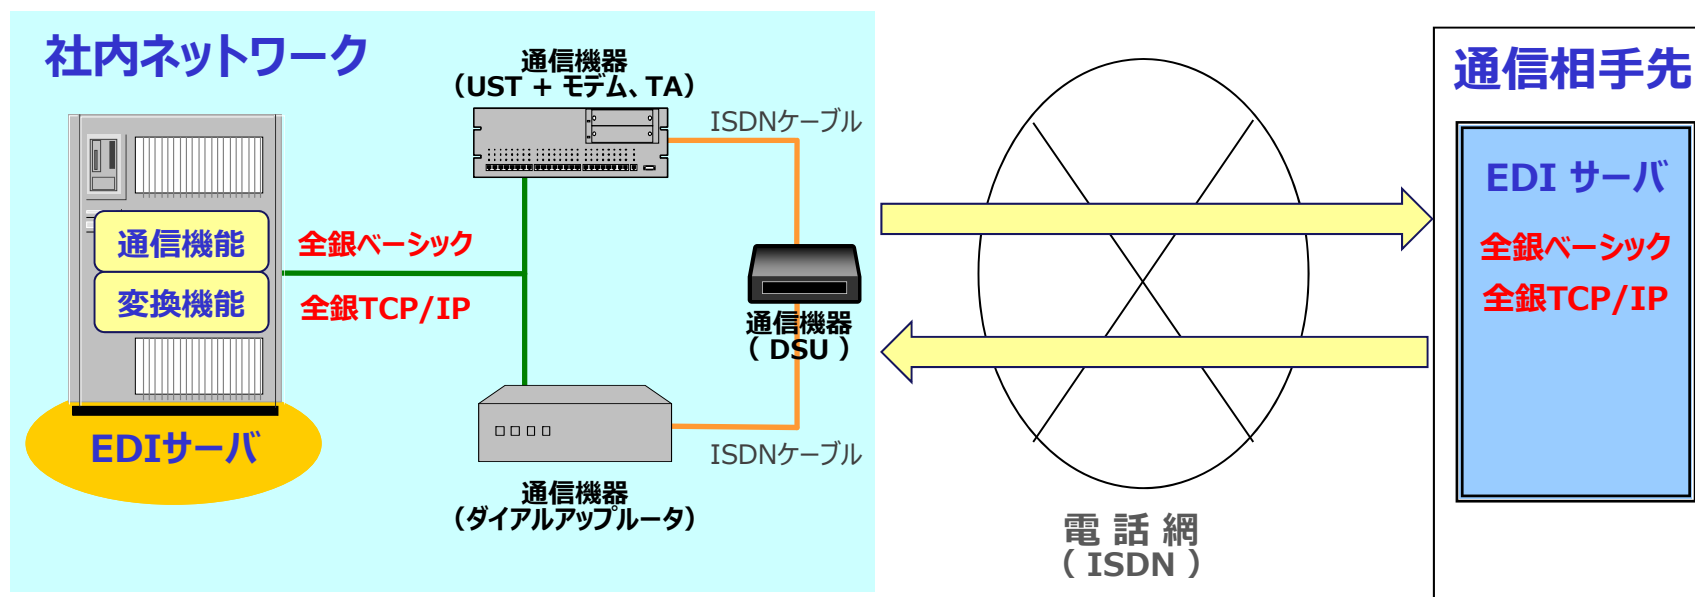 社内ネットワーク
通信機器
（UST + モデム、TA）
ISDNケーブル
通信機能
変換機能
全銀ベーシック
全銀TCP/IP
通信機器
（ DSU ）
EDIサーバ
ISDNケーブル
通信機器
（ダイアルアップルータ）
電 話 網
（ ISDN ）
通信相手先
EDI サーバ
全銀ベーシック
全銀TCP/IP